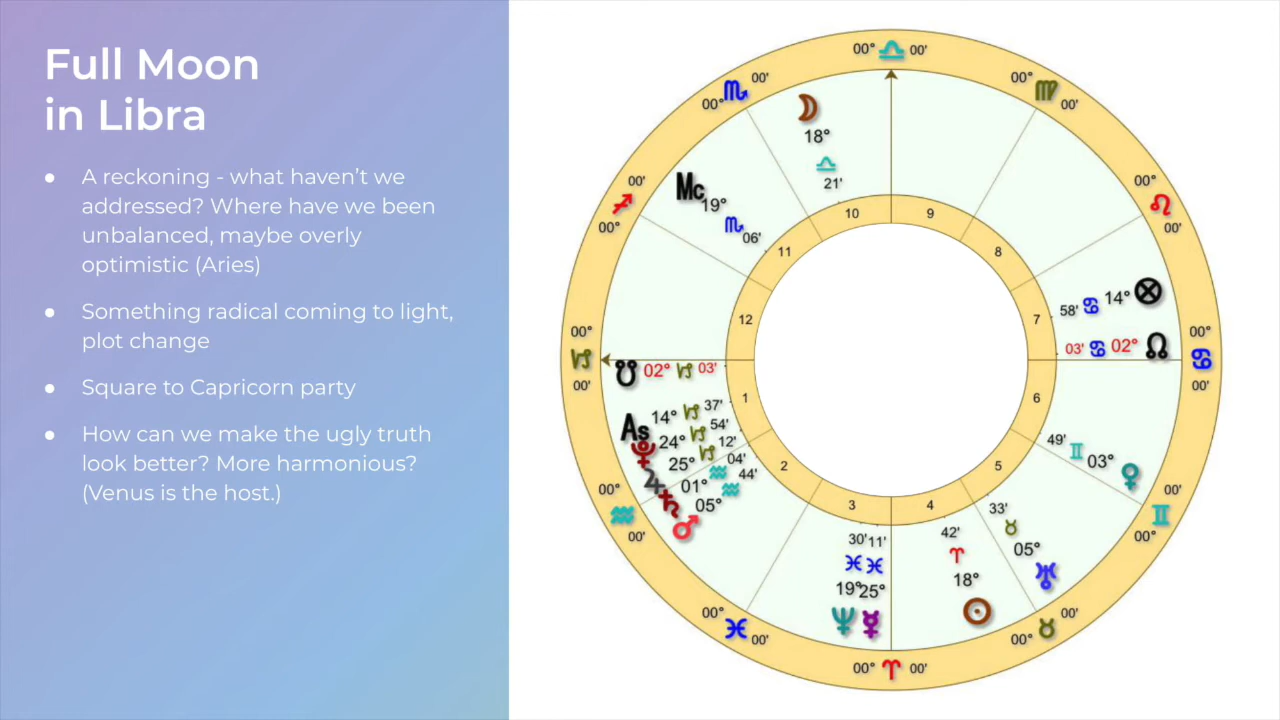 Full Moon
in Libra
● A reckoning - what haven't we
addressed? Where have we been
unbalanced, maybe overly
optimistic (Aries)
● Something radical coming to light,
plot change
● Square to Capricorn party
● How can we make the ugly truth
look better? More harmonious?
(Venus is the host.)
00° ♎ 00'
00° ♏ 00'
00° ♍ 00'
☽
18°
♎
21'
Mc 19° ♏ 06'
00° ♐ 00'
00° ♌ 00'
10 9
11 8
12 7
58' ♋ 14° ⊗
03' ♋ 02° ☊
00° ♑ 00'
00° ♋ 00'
☋ 02° ♑ 03'
1 6
As 14° ♑ 37'
♇ 24° ♑ 54'
♃ 25° ♑ 12'
♄ 01° ♒ 04'
♂ 05° ♒ 44'
49' ♊ 03° ♀
2 5
3 4
00° ♒ 00'
00° ♊ 00'
33' ♉ 05° ♅
30' ♓ 19° ♆
11' ♓ 25° ☿
42' ♈ 18° ☉
00° ♓ 00'
00° ♉ 00'
00° ♈ 00'